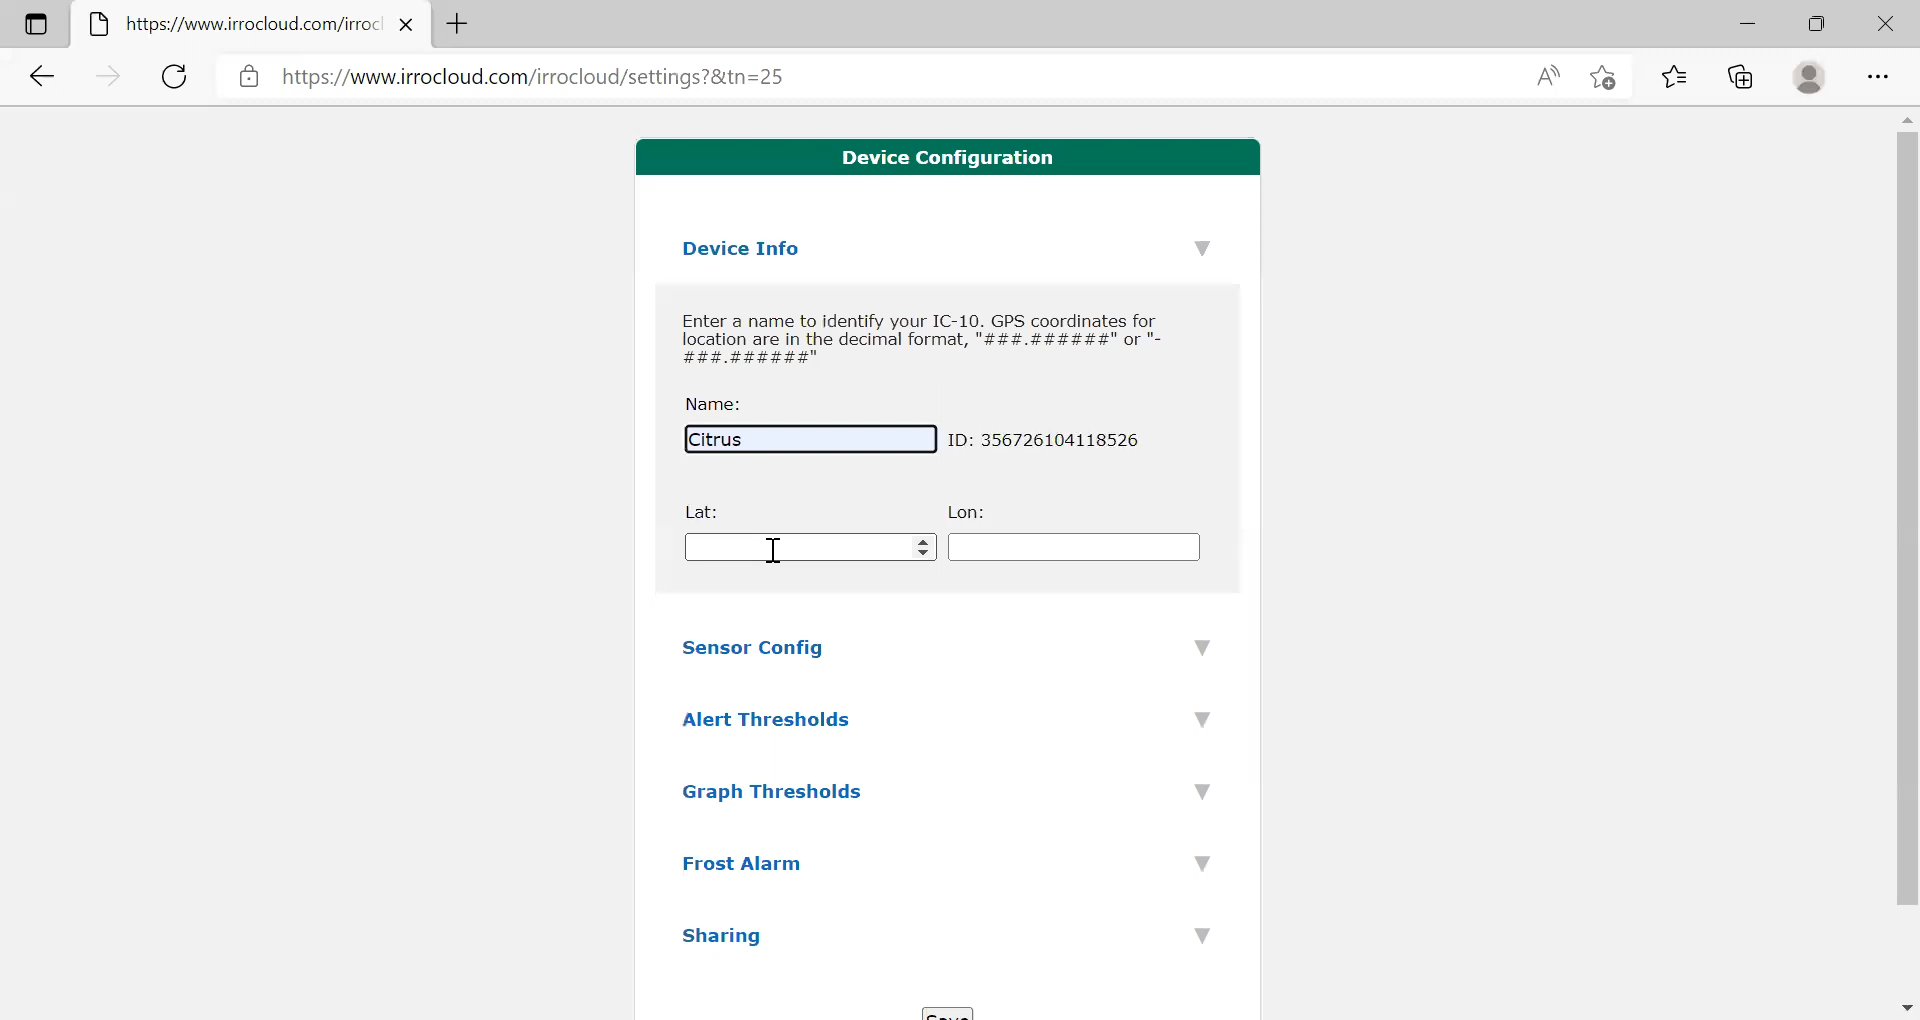 https://www.irrocloud.com/irrocl
https://www.irrocloud.com/irrocloud/settings?&tn=25
Device Configuration
Device Info
Enter a name to identify your IC-10. GPS coordinates for
location are in the decimal format, "###.######" or "-
###.######"
Name:
Citrus ID: 356726104118526
Lat: Lon:
Sensor Config
Alert Thresholds
Graph Thresholds
Frost Alarm
Sharing
Save